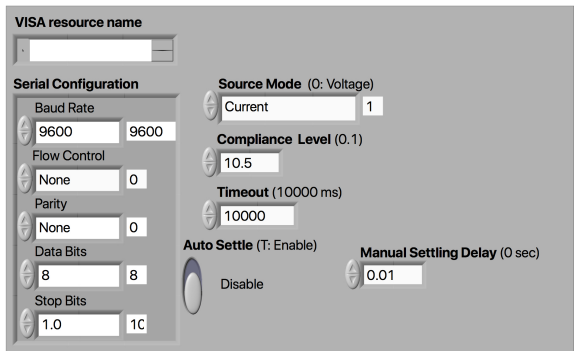 VISA resource name
Serial Configuration
Baud Rate
9600 9600
Flow Control
None 0
Parity
None 0
Data Bits
8 8
Stop Bits
1.0 10
Source Mode (0: Voltage)
Current 1
Compliance Level (0.1)
10.5
Timeout (10000 ms)
10000
Auto Settle (T: Enable)
Disable
Manual Settling Delay (0 sec)
0.01